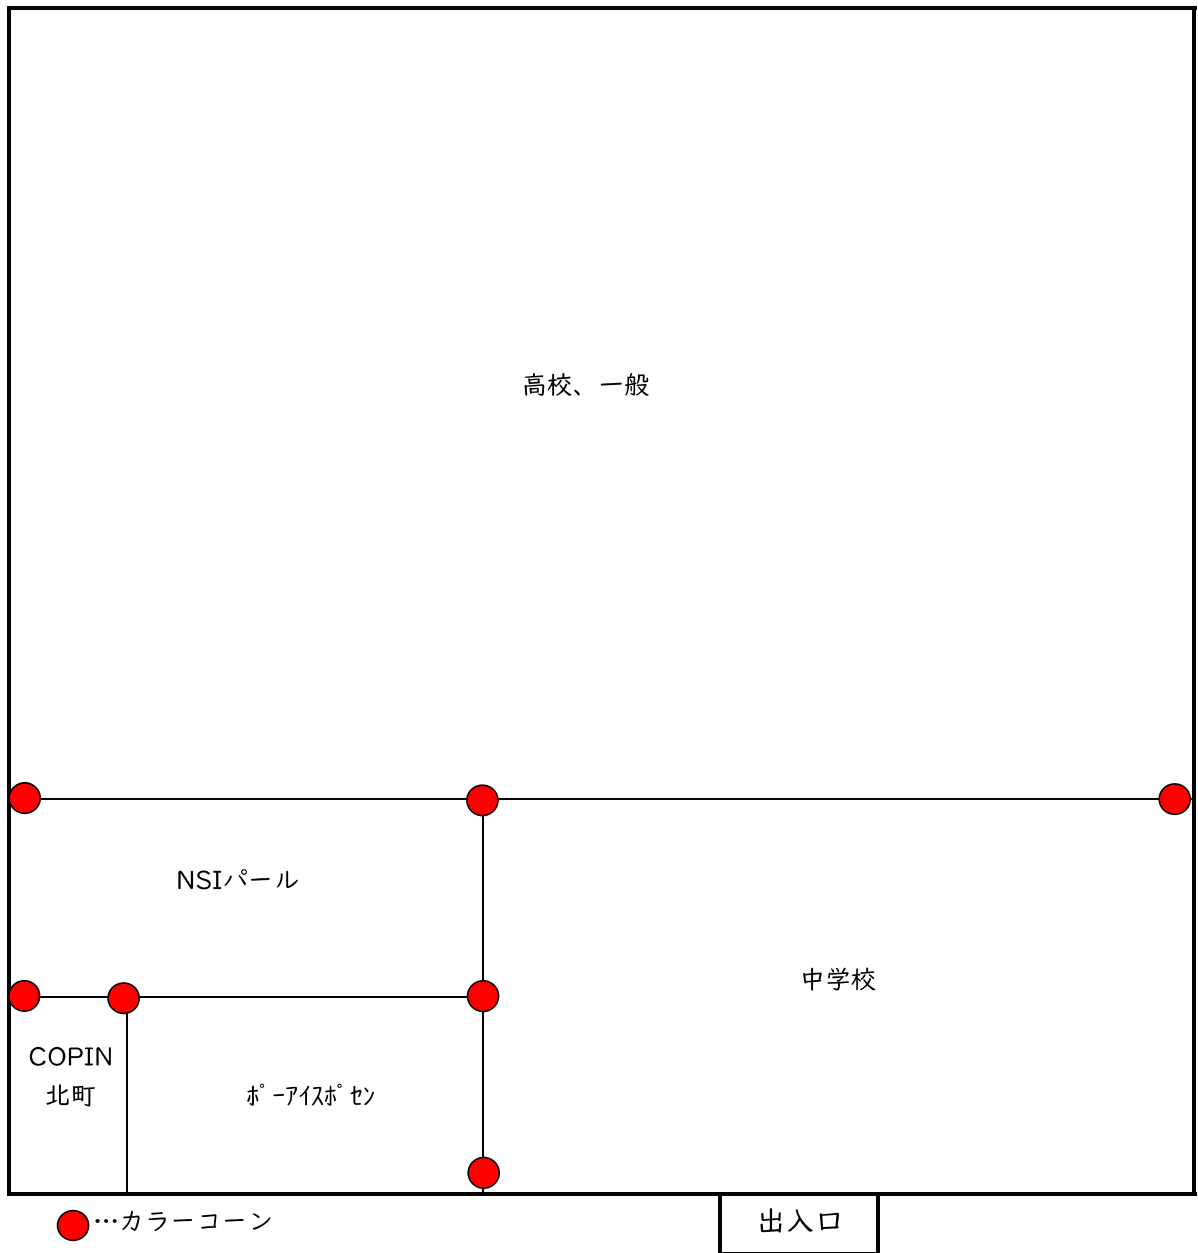 高校、一般
NSIパール
中学校
COPIN
北町
ﾎﾟｰｱｲｽﾎﾟｾﾝ
…カラーコーン
出入口